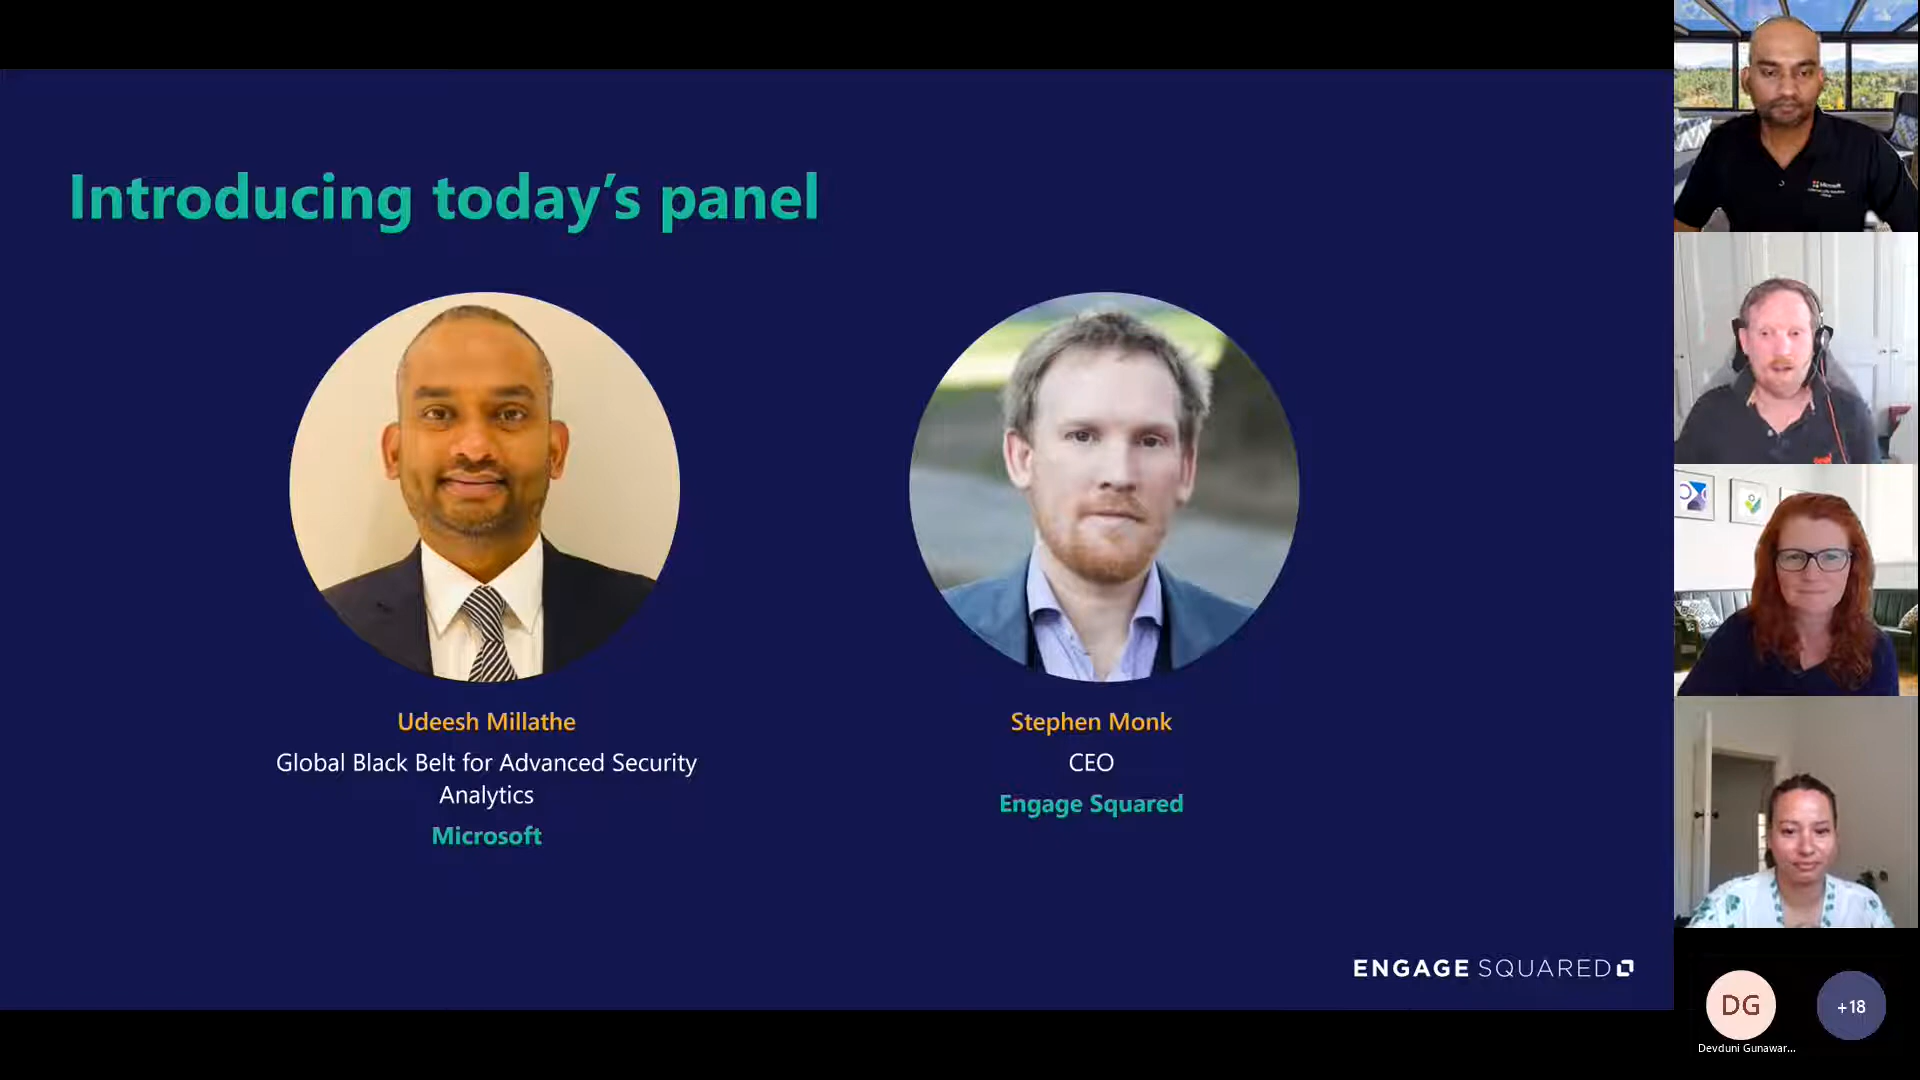 Introducing today's panel
Udeesh Millathe
Global Black Belt for Advanced Security
Analytics
Microsoft
Stephen Monk
CEO
Engage Squared
ENGAGE SQUARED
Microsoft
DG
+18
Devduni Gunawar...